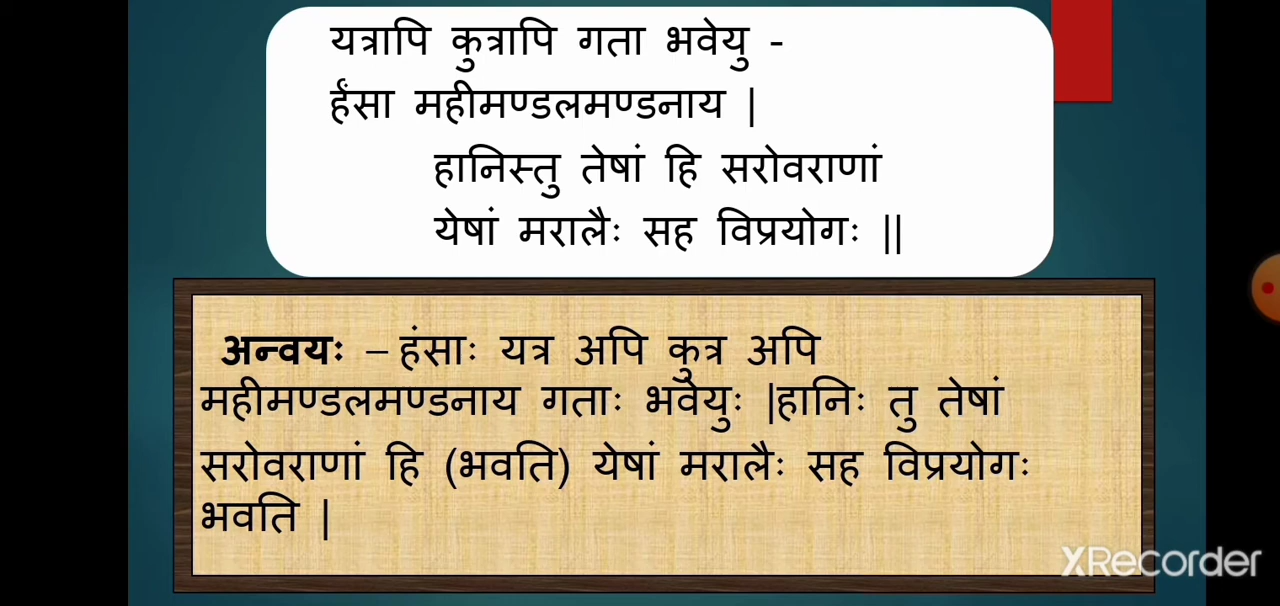 यत्रापि कुत्रापि गता भवेयु -
र्हंसा महीमण्डलमण्डनाय |
हानिस्तु तेषां हि सरोवराणां
येषां मरालैः सह विप्रयोगः ||
अन्वयः – हंसाः यत्र अपि कुत्र अपि
महीमण्डलमण्डनाय गताः भवेयुः |हानिः तु तेषां
सरोवराणां हि (भवति) येषां मरालैः सह विप्रयोगः
भवति |
XRecorder